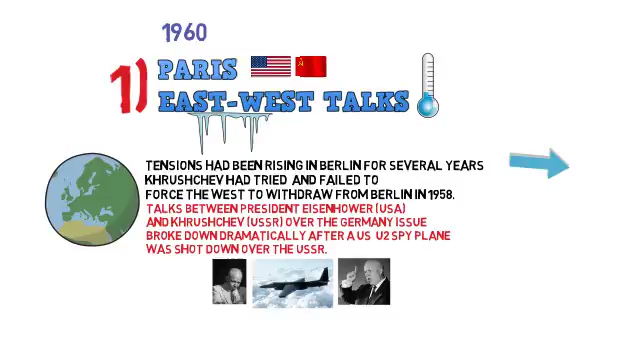 1960
1) PARIS
EAST-WEST TALKS
TENSIONS HAD BEEN RISING IN BERLIN FOR SEVERAL YEARS
KHRUSHCHEV HAD TRIED AND FAILED TO
FORCE THE WEST TO WITHDRAW FROM BERLIN IN 1958.
TALKS BETWEEN PRESIDENT EISENHOWER (USA)
AND KHRUSHCHEV (USSR) OVER THE GERMANY ISSUE
BROKE DOWN DRAMATICALLY AFTER A US U2 SPY PLANE
WAS SHOT DOWN OVER THE USSR.